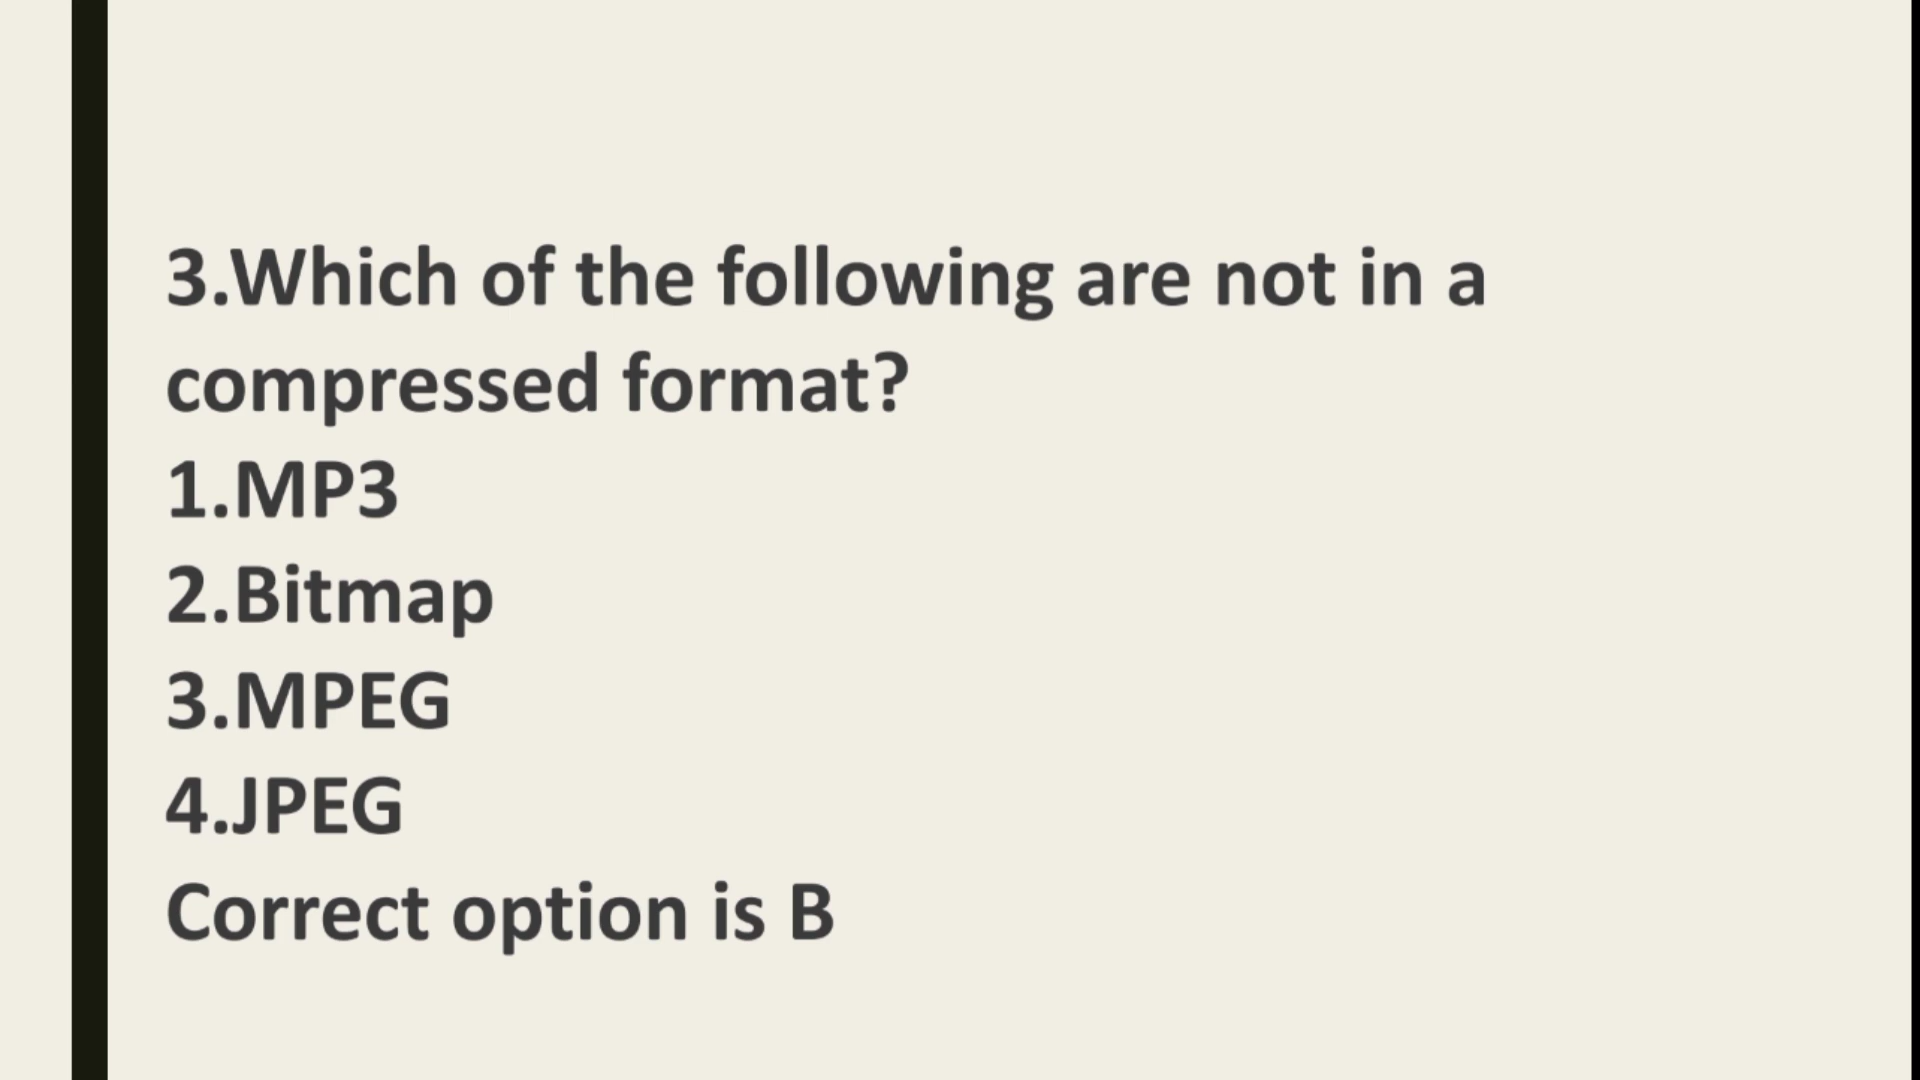 3.Which of the following are not in a
compressed format?
1.MP3
2.Bitmap
3.MPEG
4.JPEG
Correct option is B